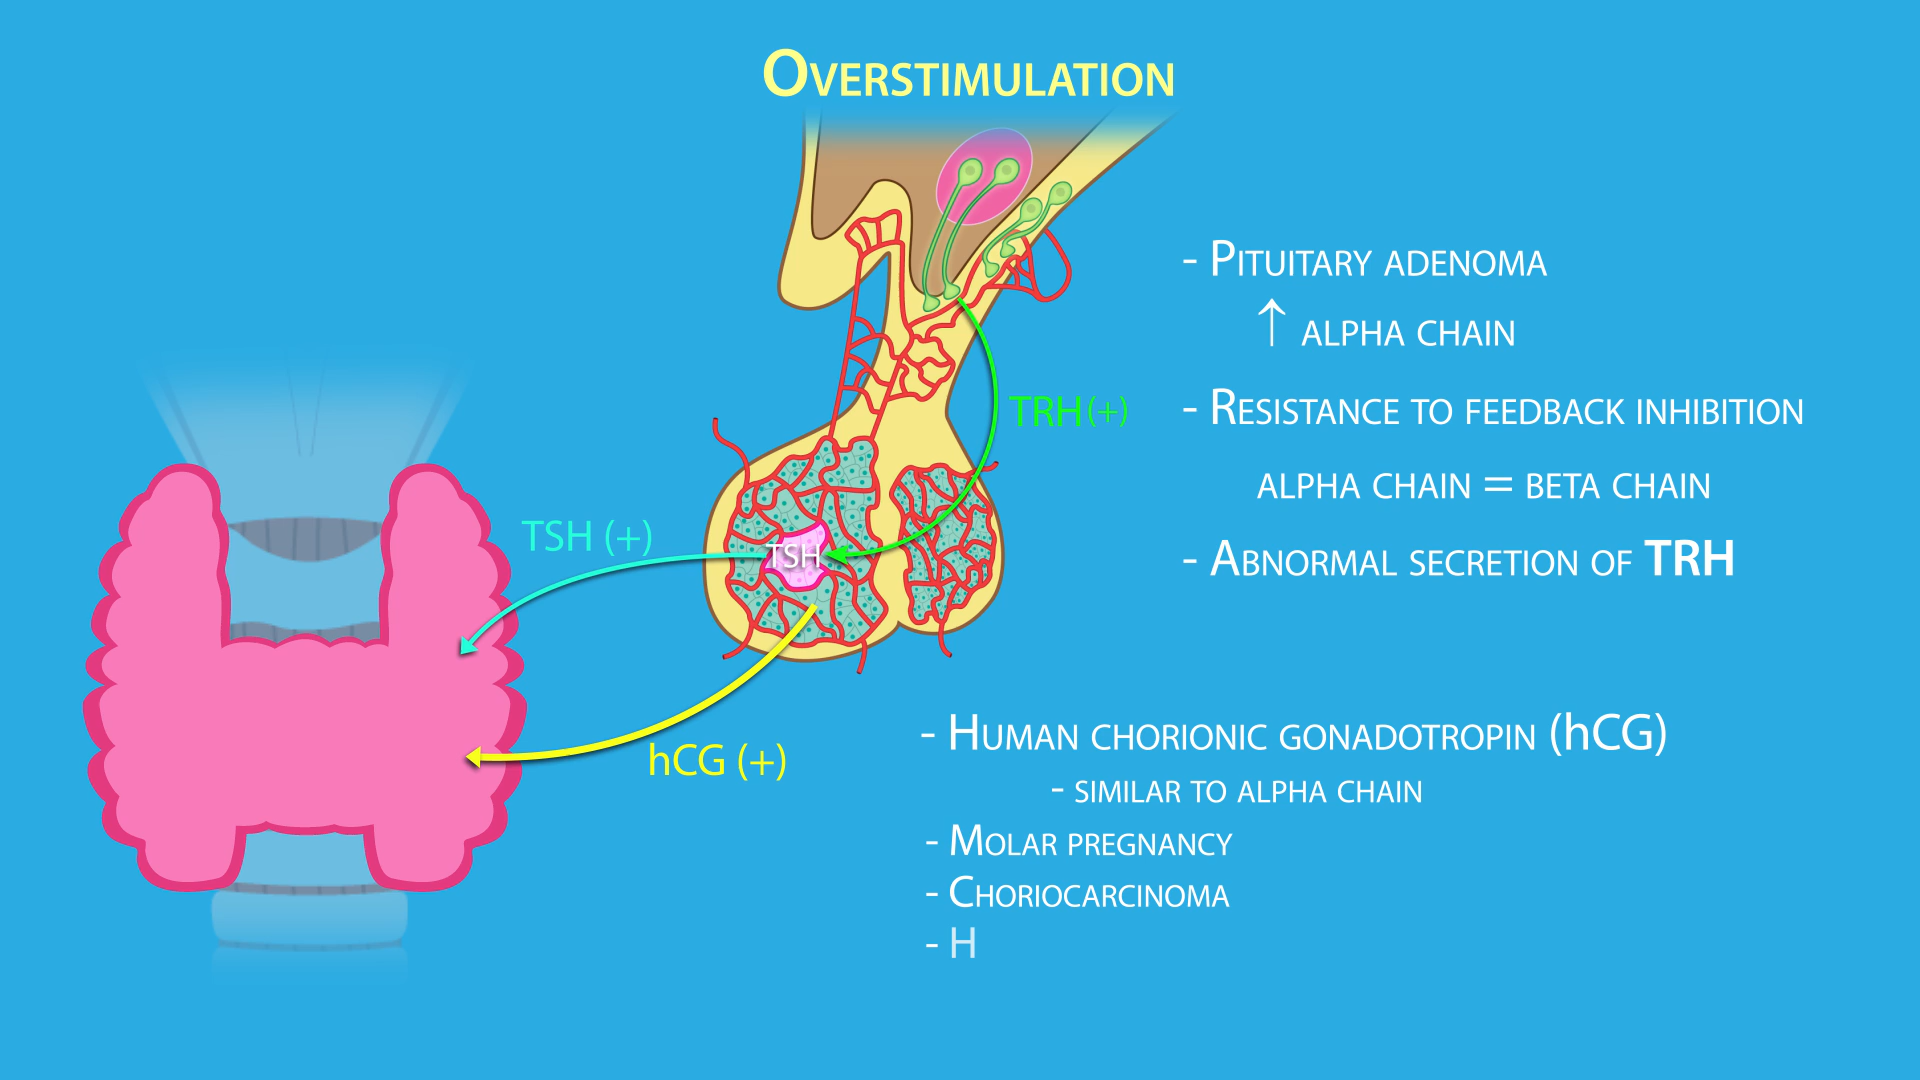 OVERSTIMULATION
- PITUITARY ADENOMA
↑ ALPHA CHAIN
TRH (+)
- RESISTANCE TO FEEDBACK INHIBITION
ALPHA CHAIN = BETA CHAIN
TSH (+)
TSH
- ABNORMAL SECRETION OF TRH
hCG (+)
- HUMAN CHORIONIC GONADOTROPIN (hCG)
- SIMILAR TO ALPHA CHAIN
- MOLAR PREGNANCY
- CHORIOCARCINOMA
- H